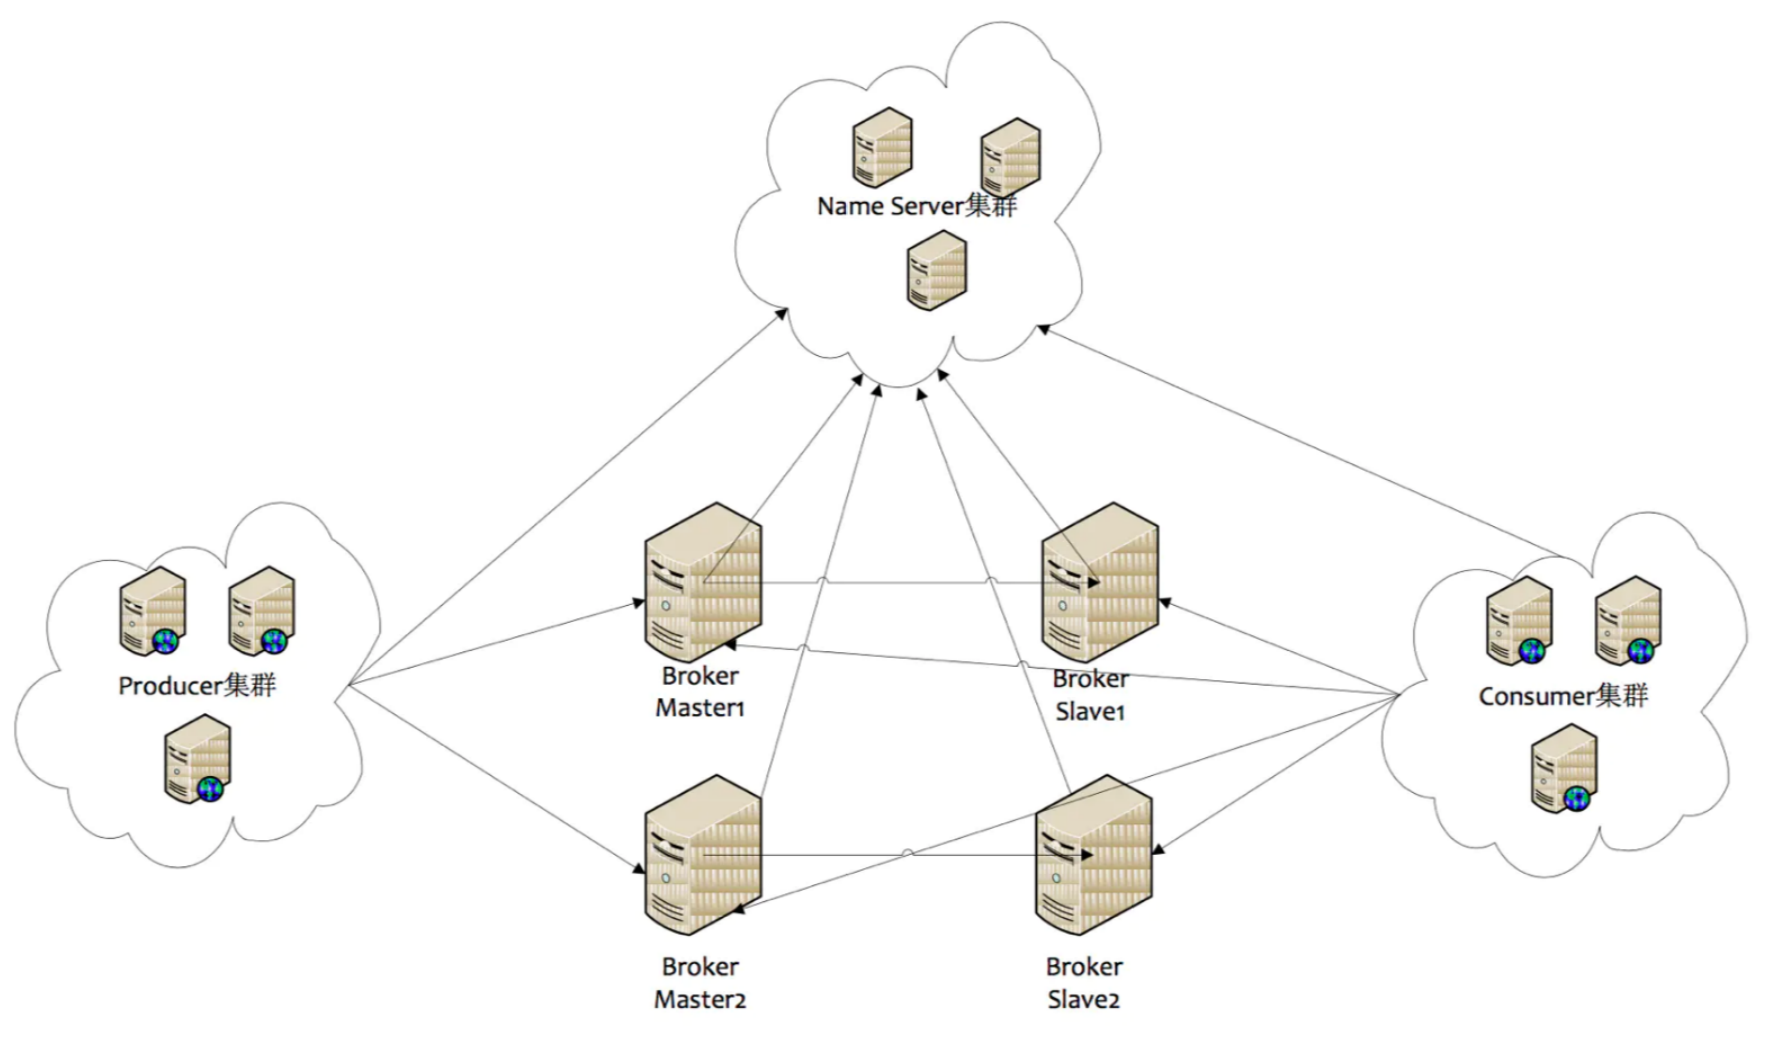 Name Server集群
Producer集群
Broker
Master1
Broker
Slave1
Consumer集群
Broker
Master2
Broker
Slave2